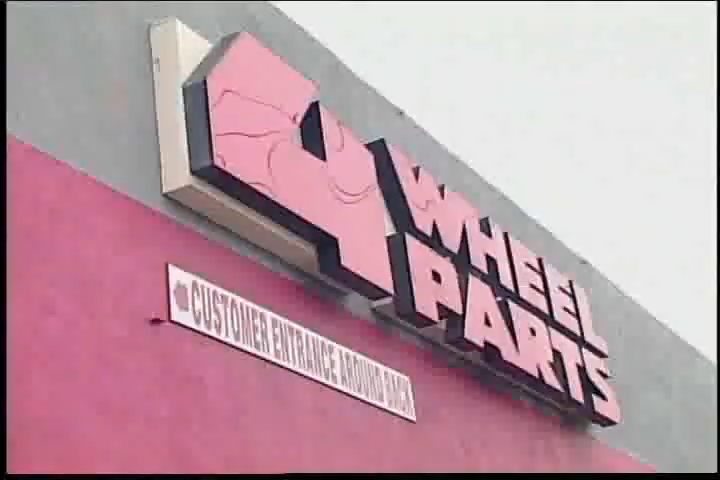 4 WHEEL
PARTS
CUSTOMER ENTRANCE AROUND BACK